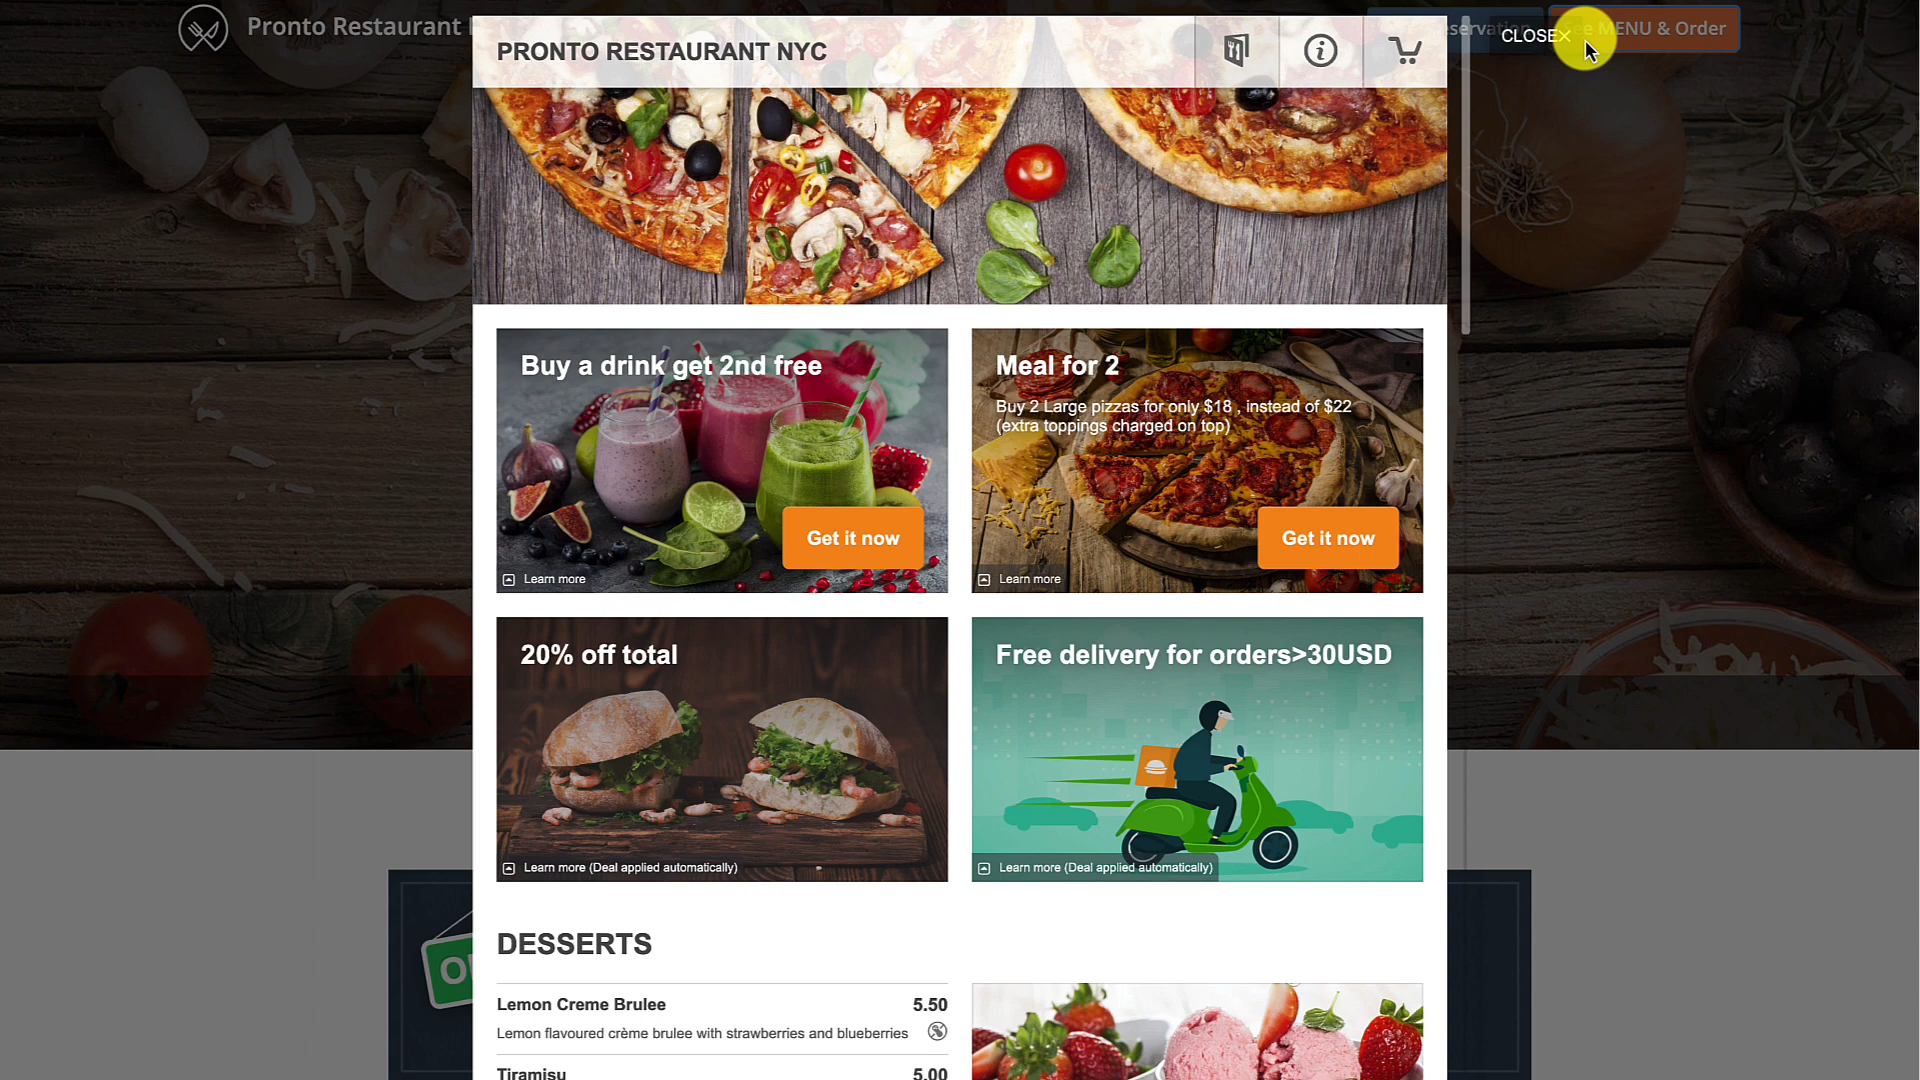 Pronto Restaurant
PRONTO RESTAURANT NYC
CLOSE×
See MENU & Order
Buy a drink get 2nd free
Get it now
Learn more
Meal for 2
Buy 2 Large pizzas for only $18 , instead of $22
(extra toppings charged on top)
Get it now
Learn more
20% off total
Learn more (Deal applied automatically)
Free delivery for orders>30USD
Learn more (Deal applied automatically)
DESSERTS
Lemon Creme Brulee 5.50
Lemon flavoured crème brulee with strawberries and blueberries
Tiramisu 5.00